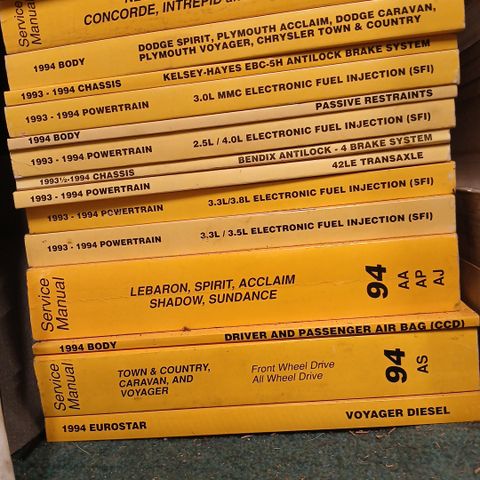 Service
Manual
CONCORDE, INTREPID
1994 BODY
DODGE SPIRIT, PLYMOUTH ACCLAIM, DODGE CARAVAN,
PLYMOUTH VOYAGER, CHRYSLER TOWN & COUNTRY
1993 - 1994 CHASSIS
KELSEY-HAYES EBC-5H ANTILOCK BRAKE SYSTEM
1993 - 1994 POWERTRAIN
3.0L MMC ELECTRONIC FUEL INJECTION (SFI)
1994 BODY
PASSIVE RESTRAINTS
1993 - 1994 POWERTRAIN
2.5L / 4.0L ELECTRONIC FUEL INJECTION (SFI)
1993½-1994 CHASSIS
BENDIX ANTILOCK - 4 BRAKE SYSTEM
1993 - 1994 POWERTRAIN
42LE TRANSAXLE
1993 - 1994 POWERTRAIN
3.3L/3.8L ELECTRONIC FUEL INJECTION (SFI)
1993 - 1994 POWERTRAIN
3.3L / 3.5L ELECTRONIC FUEL INJECTION (SFI)
Service
Manual
LEBARON, SPIRIT, ACCLAIM
SHADOW, SUNDANCE
94
AA
AP
AJ
1994 BODY
DRIVER AND PASSENGER AIR BAG (CCD)
Service
Manual
TOWN & COUNTRY,
CARAVAN, AND
VOYAGER
Front Wheel Drive
All Wheel Drive
94
AS
1994 EUROSTAR
VOYAGER DIESEL